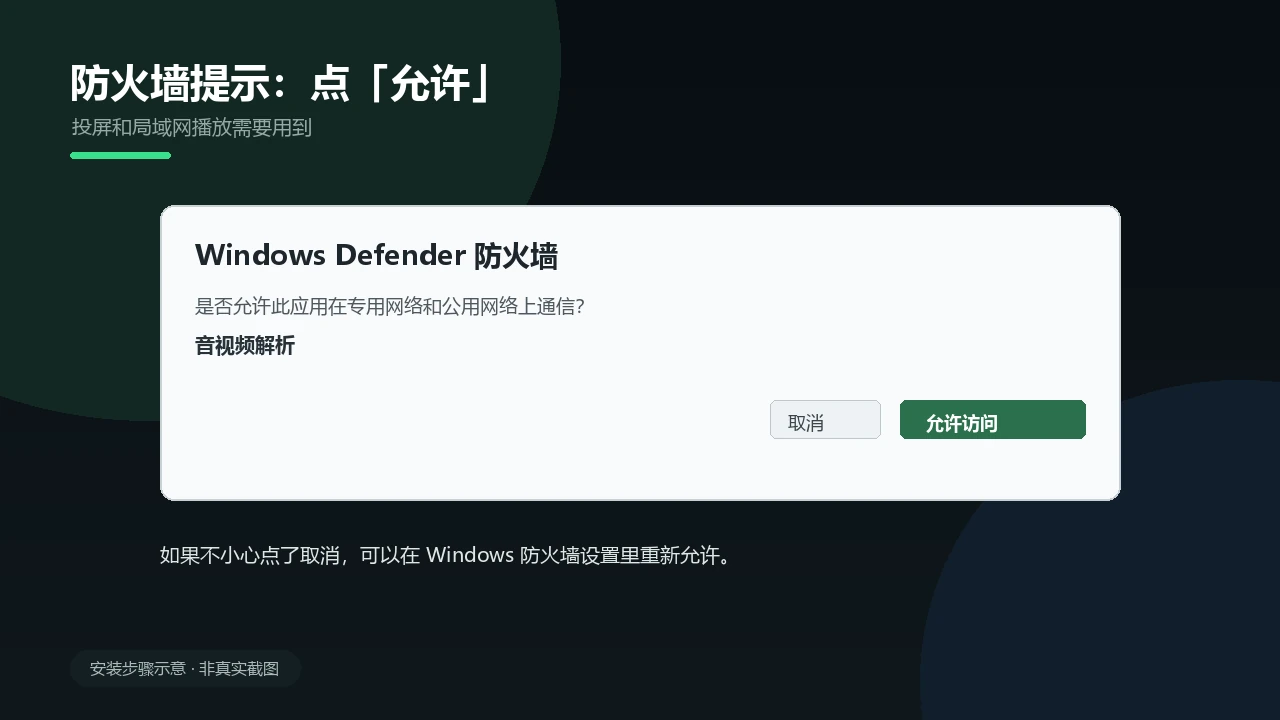 防火墙提示：点「允许」
投屏和局域网播放需要用到
Windows Defender 防火墙
是否允许此应用在专用网络和公用网络上通信？
音视频解析
取消
允许访问
如果不小心点了取消，可以在 Windows 防火墙设置里重新允许。
安装步骤示意 · 非真实截图